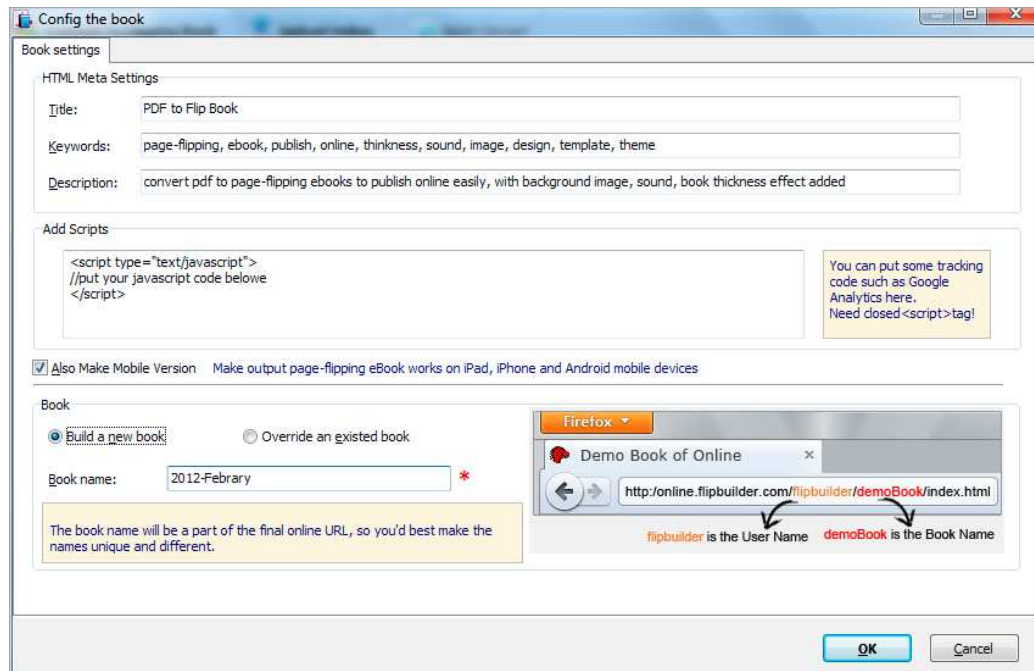 Config the book
Book settings
HTML Meta Settings
Title: PDF to Flip Book
Keywords: page-flipping, ebook, publish, online, thinkness, sound, image, design, template, theme
Description: convert pdf to page-flipping ebooks to publish online easily, with background image, sound, book thickness effect added
Add Scripts
<script type="text/javascript">
//put your javascript code belowe
</script>
You can put some tracking
code such as Google
Analytics here.
Need closed<script>tag!
Also Make Mobile Version Make output page-flipping eBook works on iPad, iPhone and Android mobile devices
Book
Build a new book Override an existed book
Book name: 2012-Febrary *
The book name will be a part of the final online URL, so you'd best make the
names unique and different.
Firefox
Demo Book of Online ×
http:/online.flipbuilder.com/flipbuilder/demoBook/index.html
flipbuilder is the User Name demoBook is the Book Name
OK Cancel